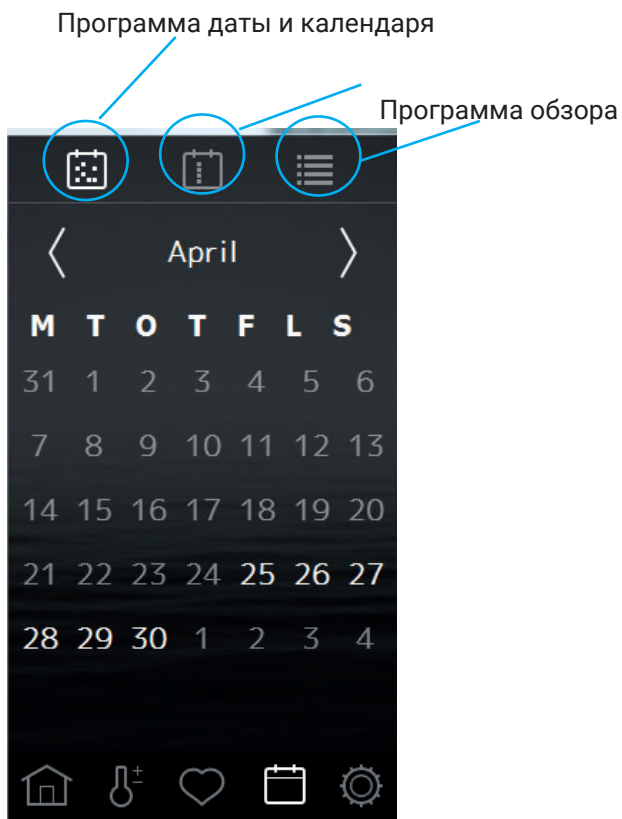 Программа даты и календаря
Программа обзора
April
M T O T F L S
31 1 2 3 4 5 6
7 8 9 10 11 12 13
14 15 16 17 18 19 20
21 22 23 24 25 26 27
28 29 30 1 2 3 4